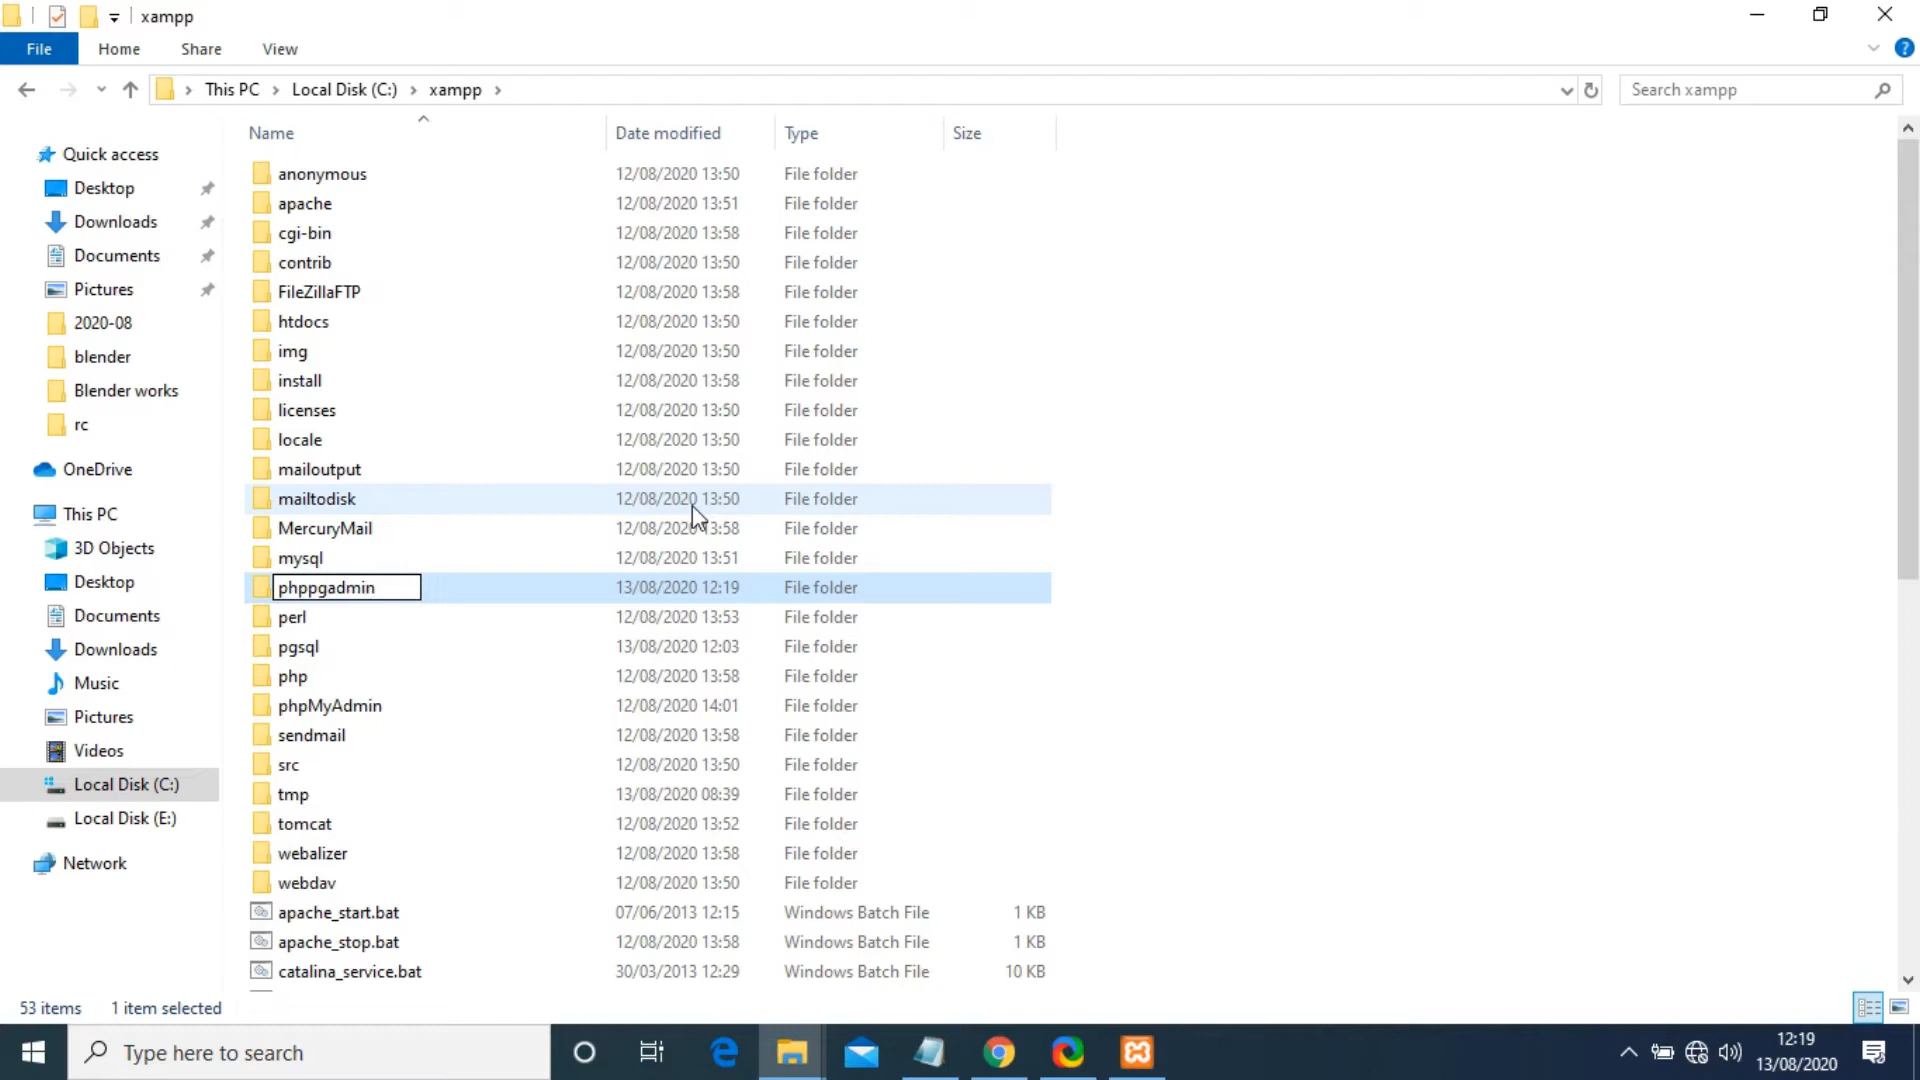 xampp
File Home Share View
This PC Local Disk (C:) xampp Search xampp
Name Date modified Type Size
Quick access
Desktop
Downloads
Documents
Pictures
2020-08
blender
Blender works
rc
OneDrive
This PC
3D Objects
Desktop
Documents
Downloads
Music
Pictures
Videos
Local Disk (C:)
Local Disk (E:)
Network
anonymous 12/08/2020 13:50 File folder
apache 12/08/2020 13:51 File folder
cgi-bin 12/08/2020 13:58 File folder
contrib 12/08/2020 13:50 File folder
FileZillaFTP 12/08/2020 13:58 File folder
htdocs 12/08/2020 13:50 File folder
img 12/08/2020 13:50 File folder
install 12/08/2020 13:58 File folder
licenses 12/08/2020 13:50 File folder
locale 12/08/2020 13:50 File folder
mailoutput 12/08/2020 13:50 File folder
mailtodisk 12/08/2020 13:50 File folder
MercuryMail 12/08/2020 13:58 File folder
mysql 12/08/2020 13:51 File folder
phppgadmin 13/08/2020 12:19 File folder
perl 12/08/2020 13:53 File folder
pgsql 13/08/2020 12:03 File folder
php 12/08/2020 13:58 File folder
phpMyAdmin 12/08/2020 14:01 File folder
sendmail 12/08/2020 13:58 File folder
src 12/08/2020 13:50 File folder
tmp 13/08/2020 08:39 File folder
tomcat 12/08/2020 13:52 File folder
webalizer 12/08/2020 13:58 File folder
webdav 12/08/2020 13:50 File folder
apache_start.bat 07/06/2013 12:15 Windows Batch File 1 KB
apache_stop.bat 12/08/2020 13:58 Windows Batch File 1 KB
catalina_service.bat 30/03/2013 12:29 Windows Batch File 10 KB
53 items 1 item selected
Type here to search
12:19
13/08/2020